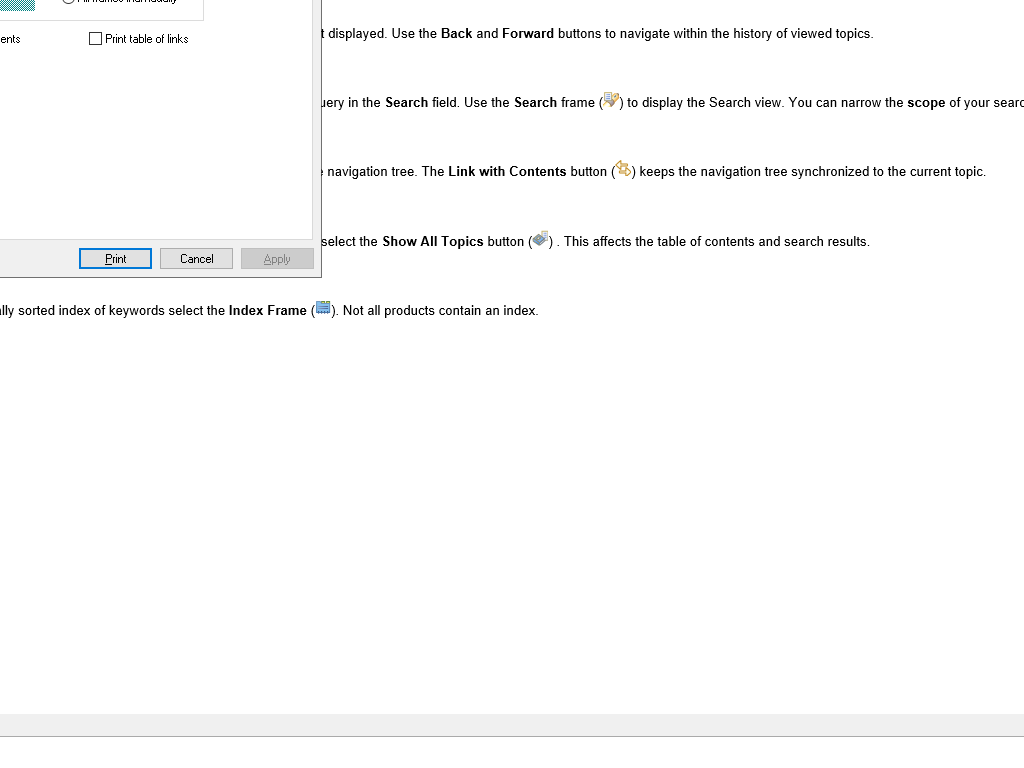 All frames individually
t displayed. Use the Back and Forward buttons to navigate within the history of viewed topics.
ents Print table of links
uery in the Search field. Use the Search frame ( ) to display the Search view. You can narrow the scope of your searc
navigation tree. The Link with Contents button ( ) keeps the navigation tree synchronized to the current topic.
select the Show All Topics button ( ) . This affects the table of contents and search results.
Print Cancel Apply
lly sorted index of keywords select the Index Frame ( ). Not all products contain an index.